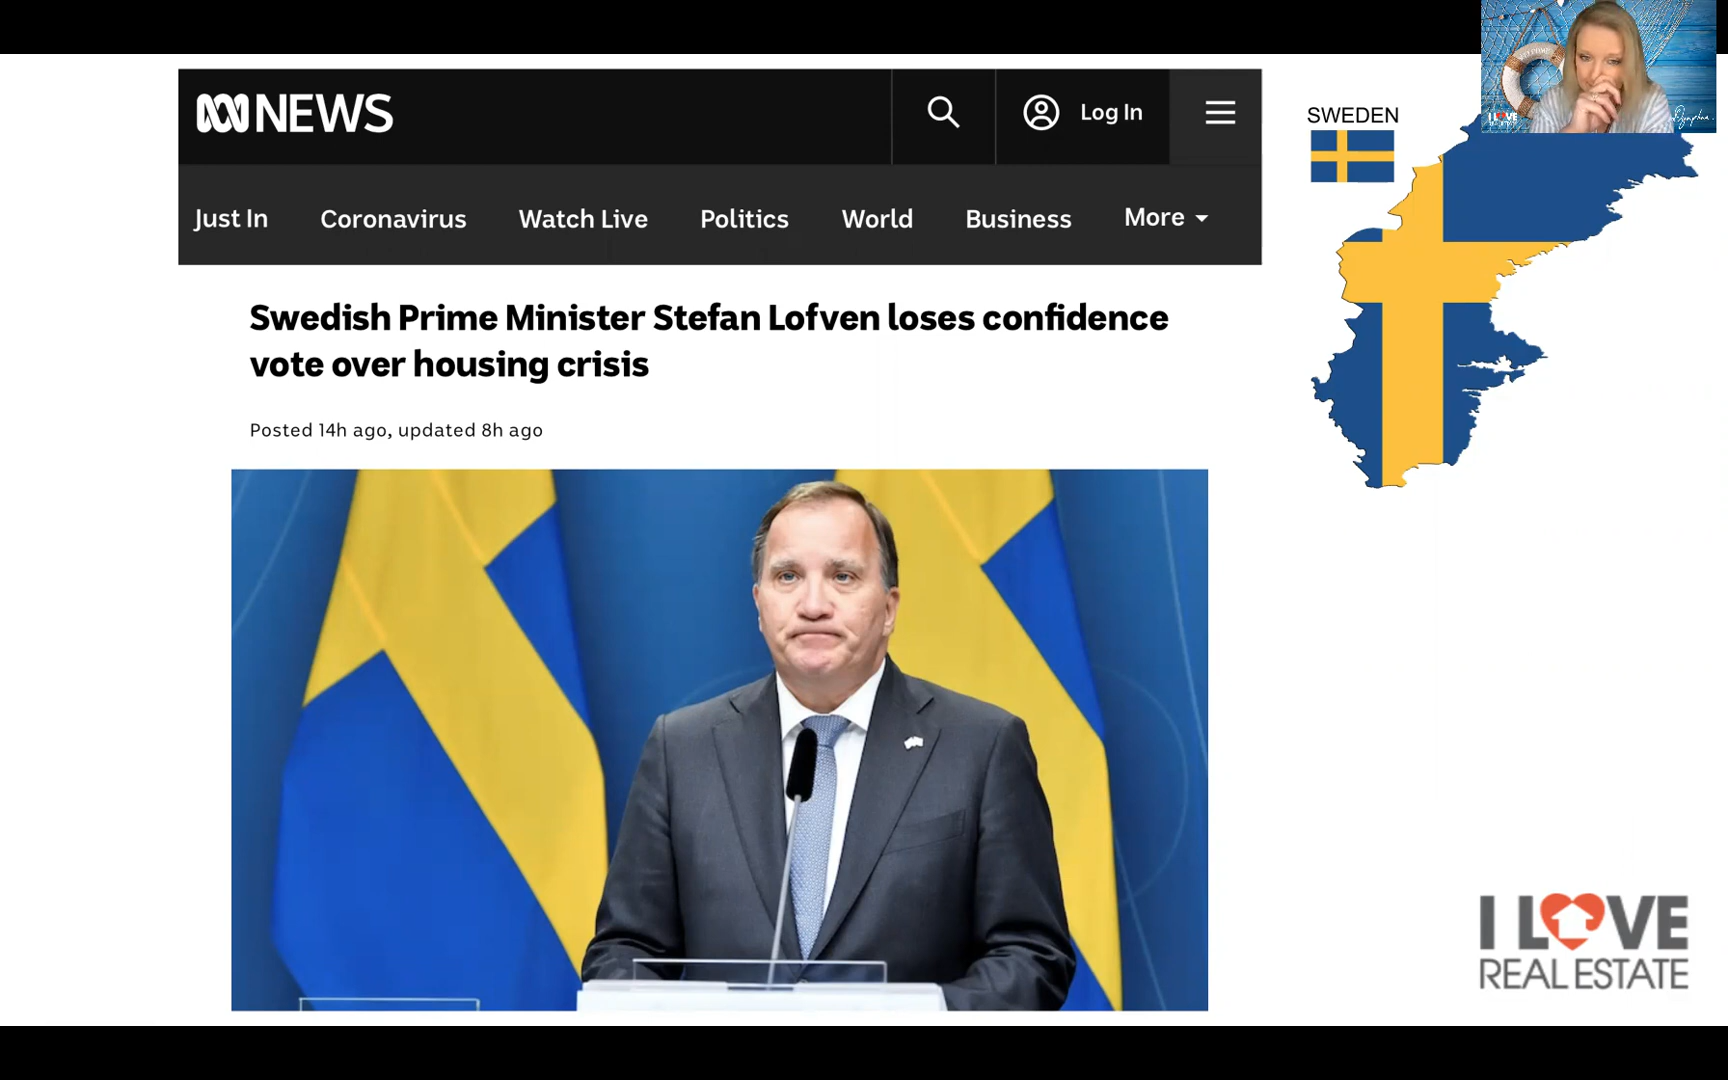 NEWS
Log In
Just In Coronavirus Watch Live Politics World Business More
Swedish Prime Minister Stefan Lofven loses confidence
vote over housing crisis
Posted 14h ago, updated 8h ago
SWEDEN
I LOVE
REAL ESTATE